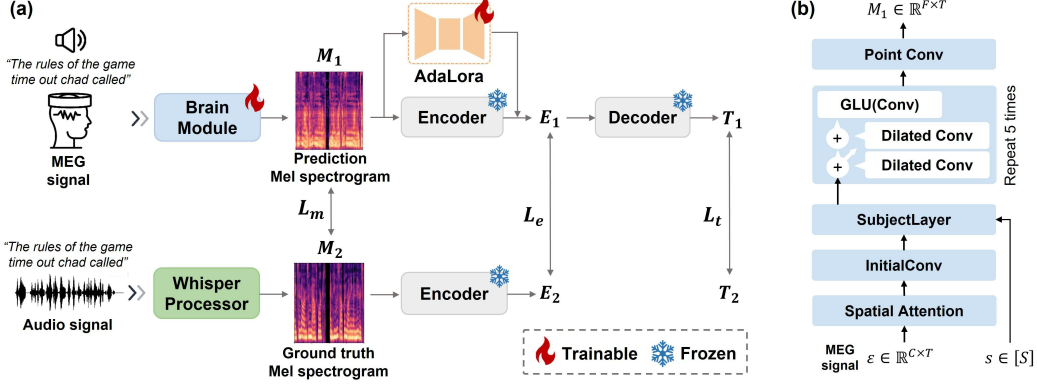 (a)
“The rules of the game
time out chad called”
MEG
signal
Brain
Module
M₁
Prediction
Mel spectrogram
AdaLora
Encoder
E₁
Decoder
T₁
Lₘ
Lₑ
Lₜ
“The rules of the game
time out chad called”
Audio signal
Whisper
Processor
M₂
Ground truth
Mel spectrogram
Encoder
E₂
T₂
Trainable
Frozen
(b)
M₁ ∈ ℝ^{F×T}
Point Conv
GLU(Conv)
+
Dilated Conv
+
Dilated Conv
Repeat 5 times
SubjectLayer
InitialConv
Spatial Attention
MEG
signal
ε ∈ ℝ^{C×T}
s ∈ [S]